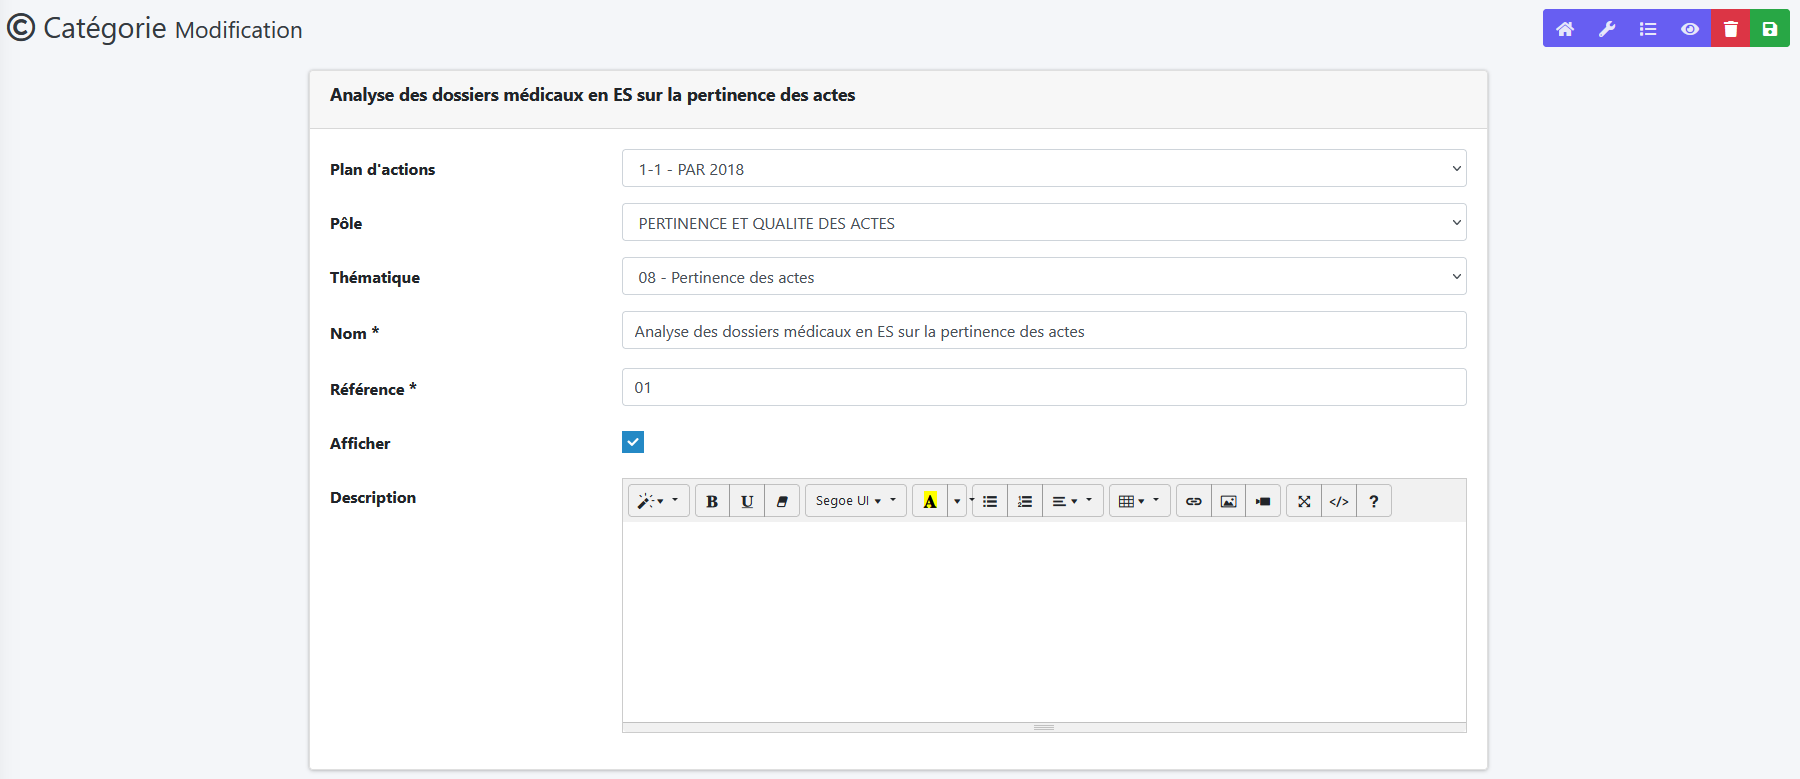 © Catégorie Modification
Analyse des dossiers médicaux en ES sur la pertinence des actes
Plan d'actions
1-1 - PAR 2018
Pôle
PERTINENCE ET QUALITE DES ACTES
Thématique
08 - Pertinence des actes
Nom *
Analyse des dossiers médicaux en ES sur la pertinence des actes
Référence *
01
Afficher
Description
B U Segoe UI A </> ?